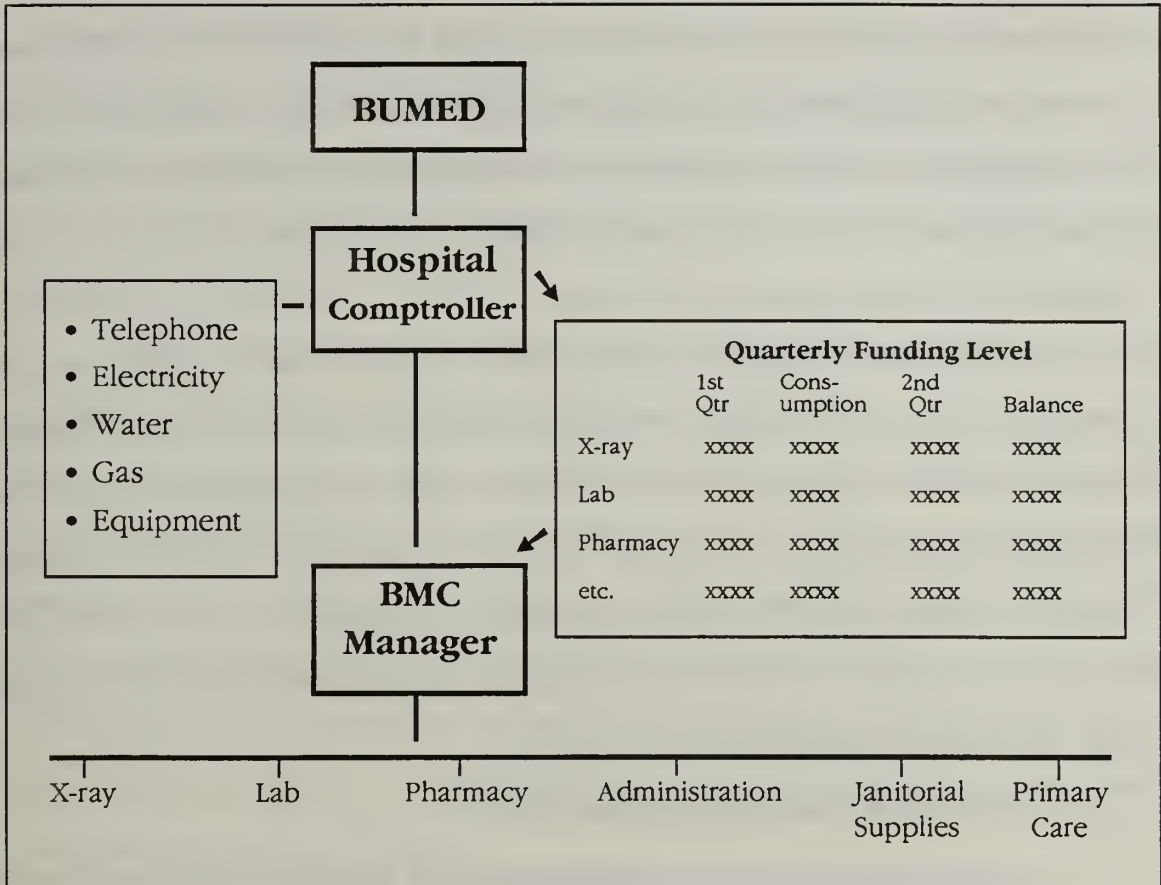 BUMED
Hospital
Comptroller
• Telephone
• Electricity
• Water
• Gas
• Equipment
Quarterly Funding Level
1st Cons- 2nd
Qtr umption Qtr Balance
X-ray xxxx xxxx xxxx xxxx
Lab xxxx xxxx xxxx xxxx
Pharmacy xxxx xxxx xxxx xxxx
etc. xxxx xxxx xxxx xxxx
BMC
Manager
X-ray Lab Pharmacy Administration Janitorial Primary
Supplies Care